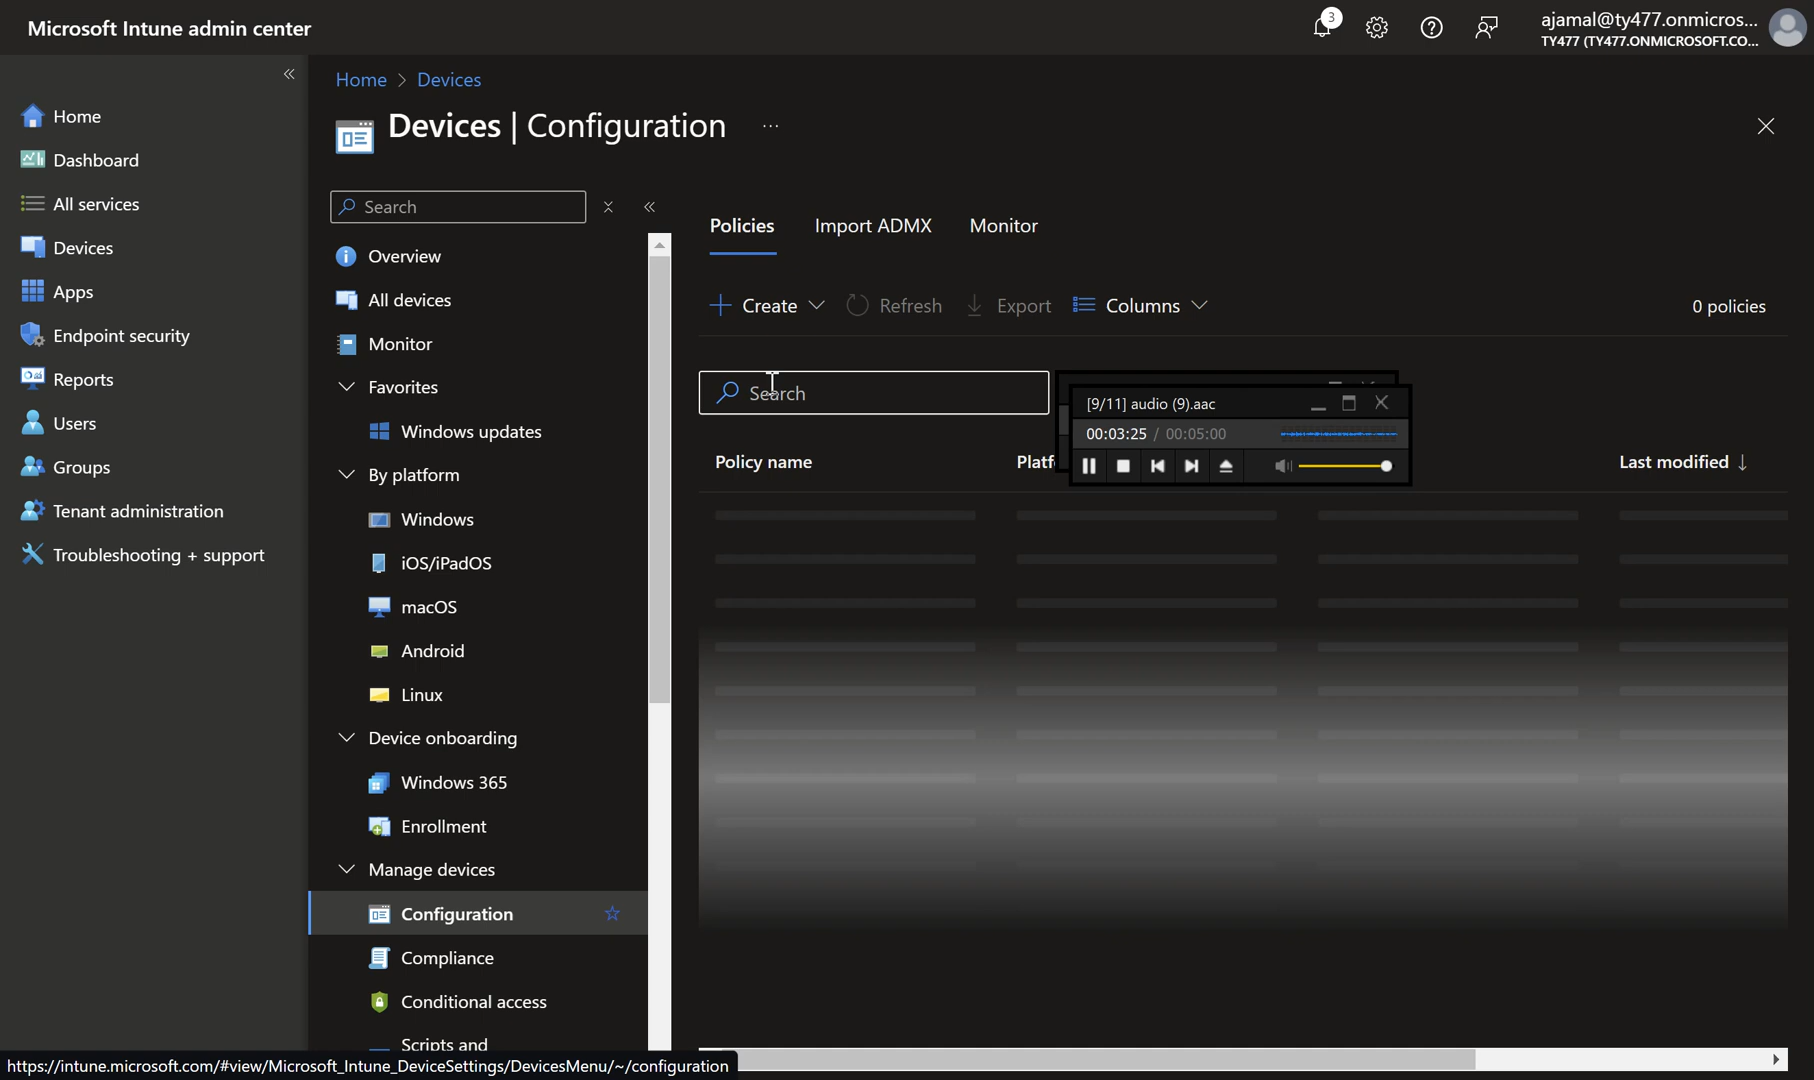 Microsoft Intune admin center
3
ajamal@ty477.onmicros...
TY477 (TY477.ONMICROSOFT.CO...
Home
Dashboard
All services
Devices
Apps
Endpoint security
Reports
Users
Groups
Tenant administration
Troubleshooting + support
Home > Devices
Devices | Configuration ...
Search
Overview
All devices
Monitor
Favorites
Windows updates
By platform
Windows
iOS/iPadOS
macOS
Android
Linux
Device onboarding
Windows 365
Enrollment
Manage devices
Configuration
Compliance
Conditional access
Scripts and
Policies Import ADMX Monitor
Create Refresh Export Columns 0 policies
Search
[9/11] audio (9).aac
00:03:25 / 00:05:00
Policy name Platf Last modified ↓
https://intune.microsoft.com/#view/Microsoft_Intune_DeviceSettings/DevicesMenu/~/configuration